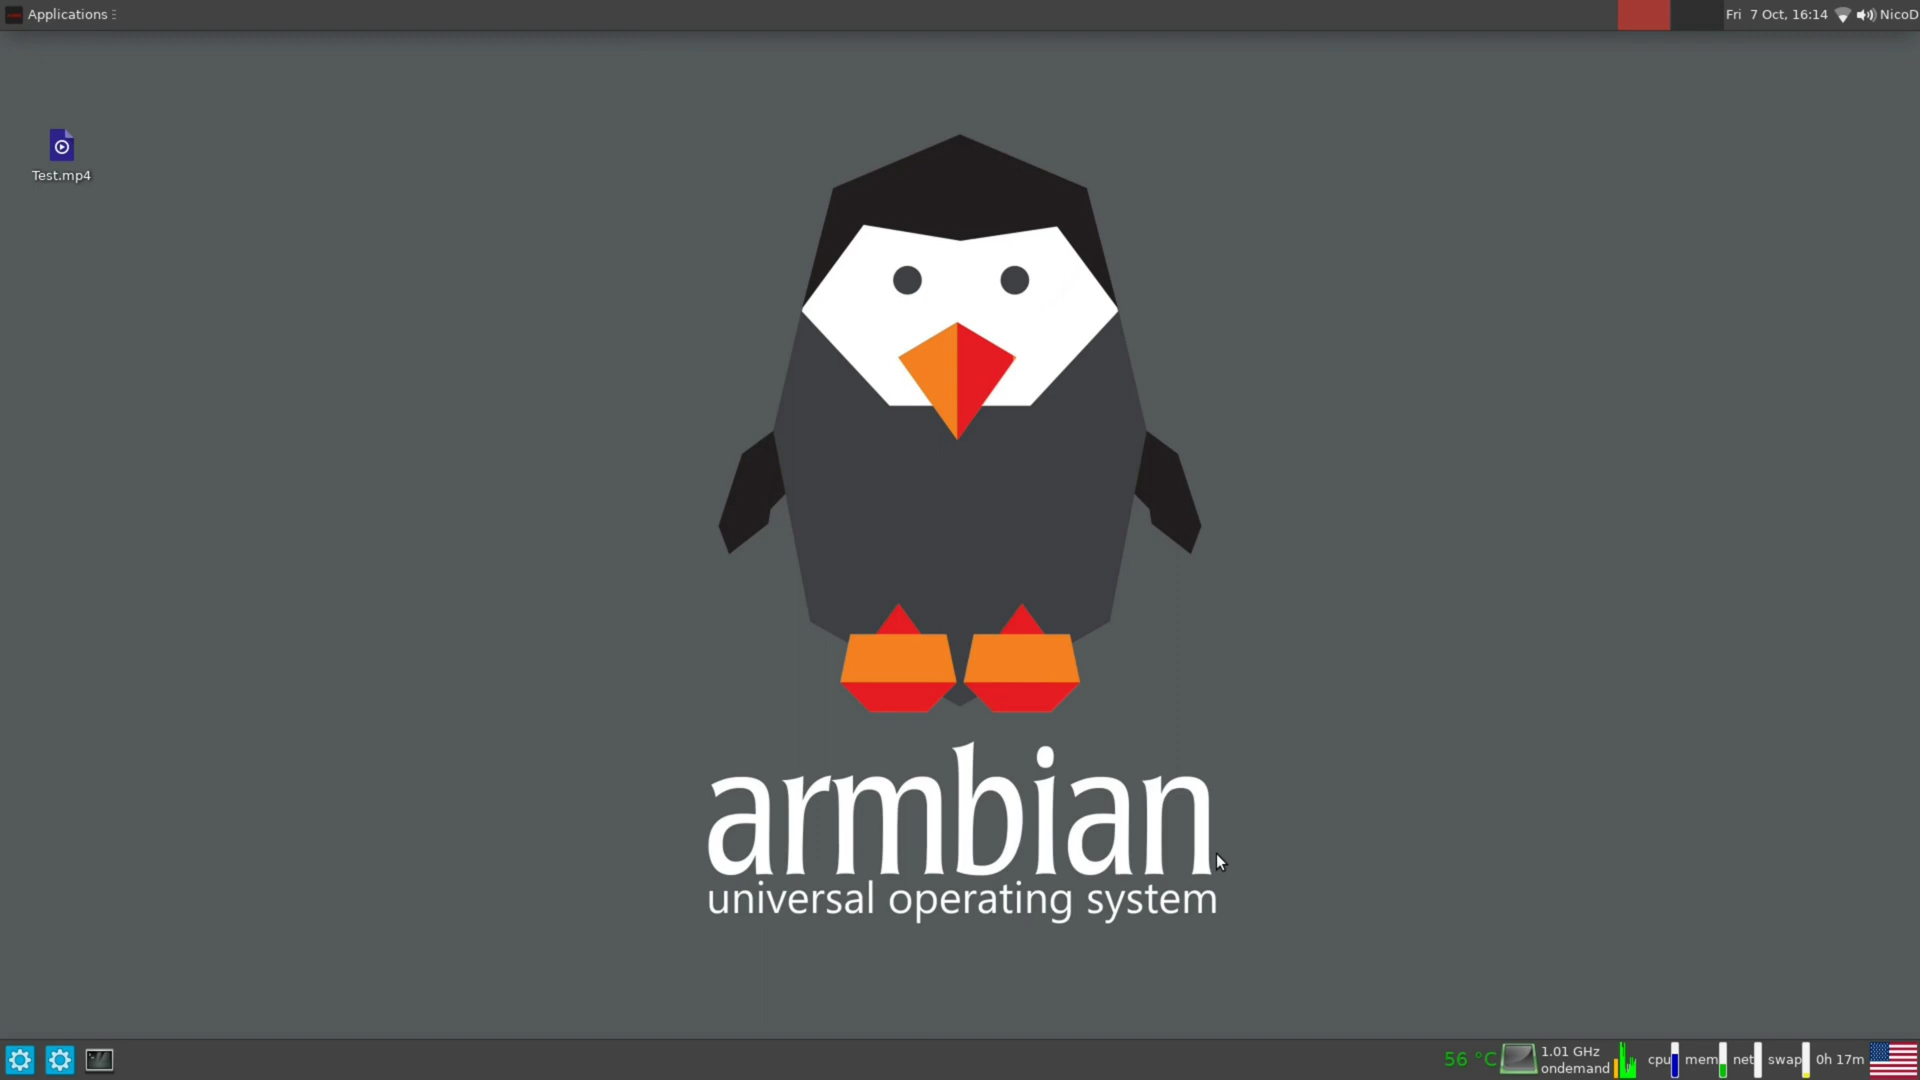 Applications
Fri 7 Oct, 16:14
NicoD
Test.mp4
armbian
universal operating system
56 °C
1.01 GHz
ondemand
cpu
mem
net
swap
0h 17m